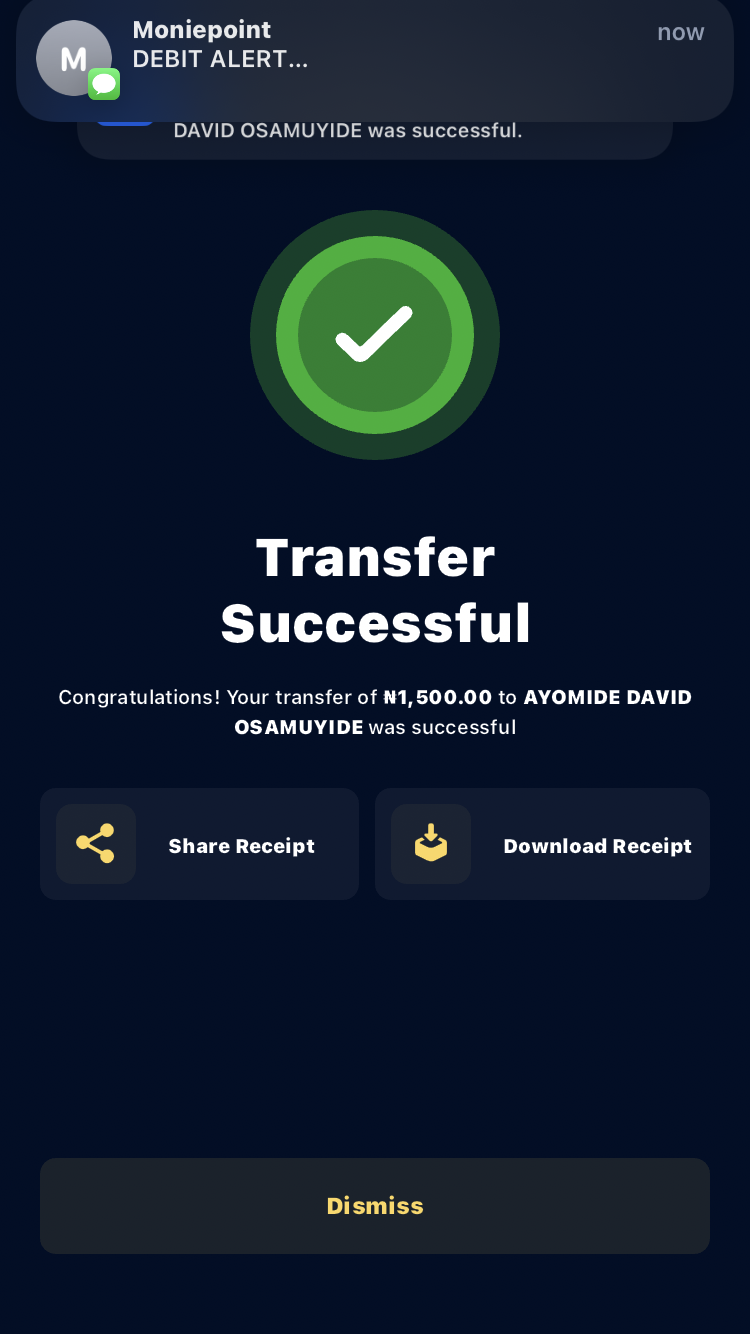 Moniepoint
now
DEBIT ALERT...
DAVID OSAMUYIDE was successful.
Transfer
Successful
Congratulations! Your transfer of ₦1,500.00 to AYOMIDE DAVID
OSAMUYIDE was successful
Share Receipt
Download Receipt
Dismiss